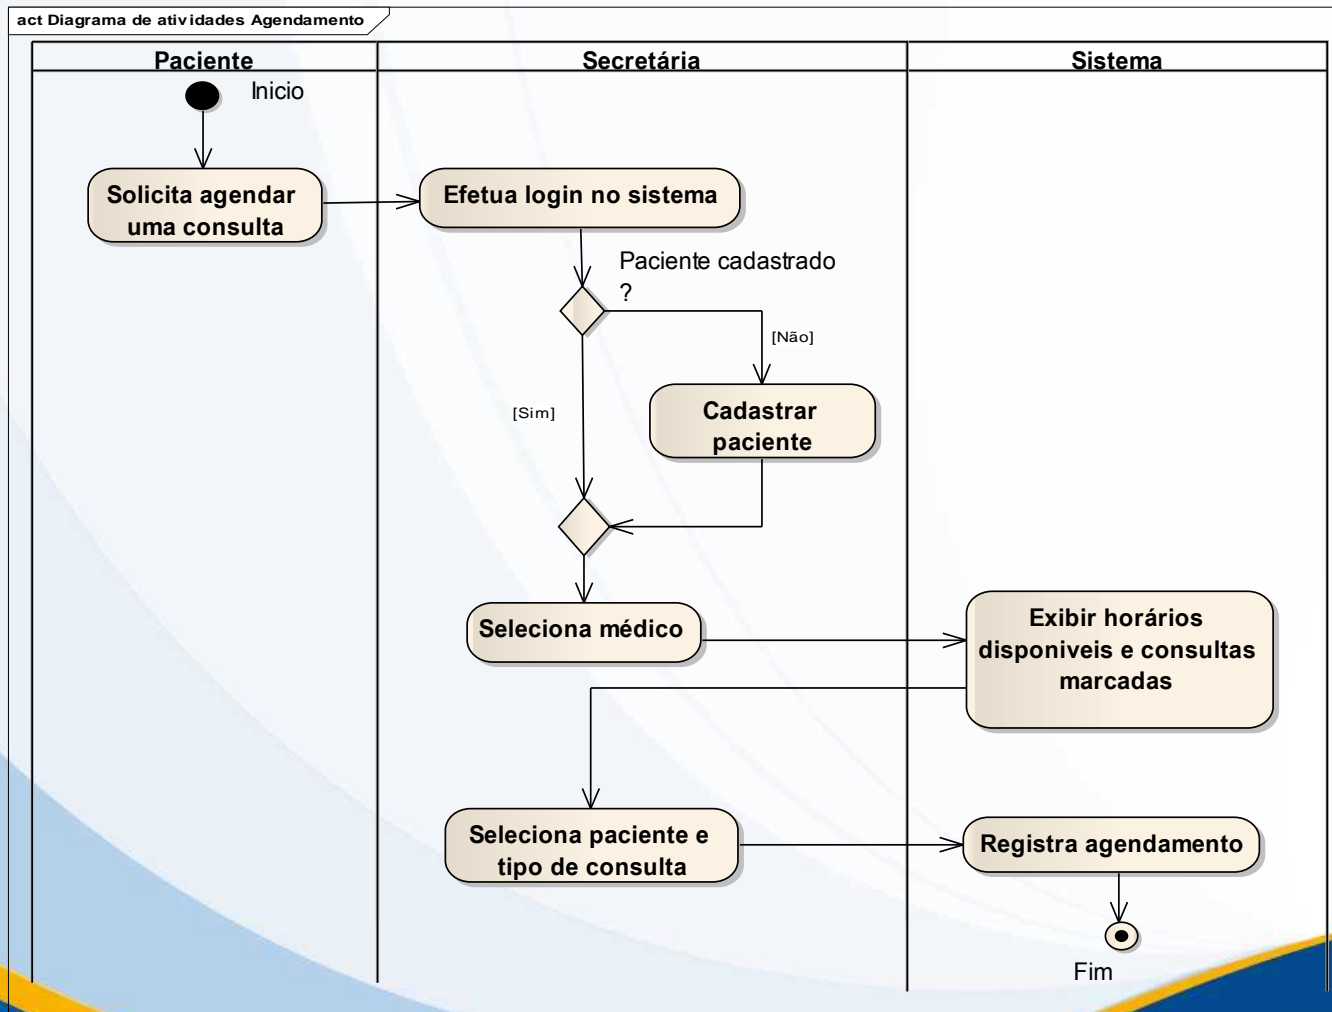 act Diagrama de atividades Agendamento
Paciente
Secretária
Sistema
Inicio
Solicita agendar
uma consulta
Efetua login no sistema
Paciente cadastrado
?
[Não]
[Sim]
Cadastrar
paciente
Seleciona médico
Exibir horários
disponiveis e consultas
marcadas
Seleciona paciente e
tipo de consulta
Registra agendamento
Fim